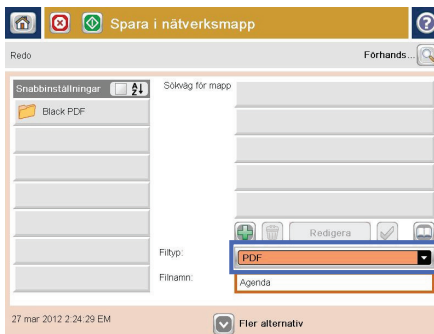 Spara i nätverksmapp
Redo
Förhands...
Snabbinställningar
Sökväg för mapp
Black PDF
Redigera
Filtyp:
PDF
Filnamn:
Agenda
27 mar 2012 2:24:29 EM
Fler alternativ